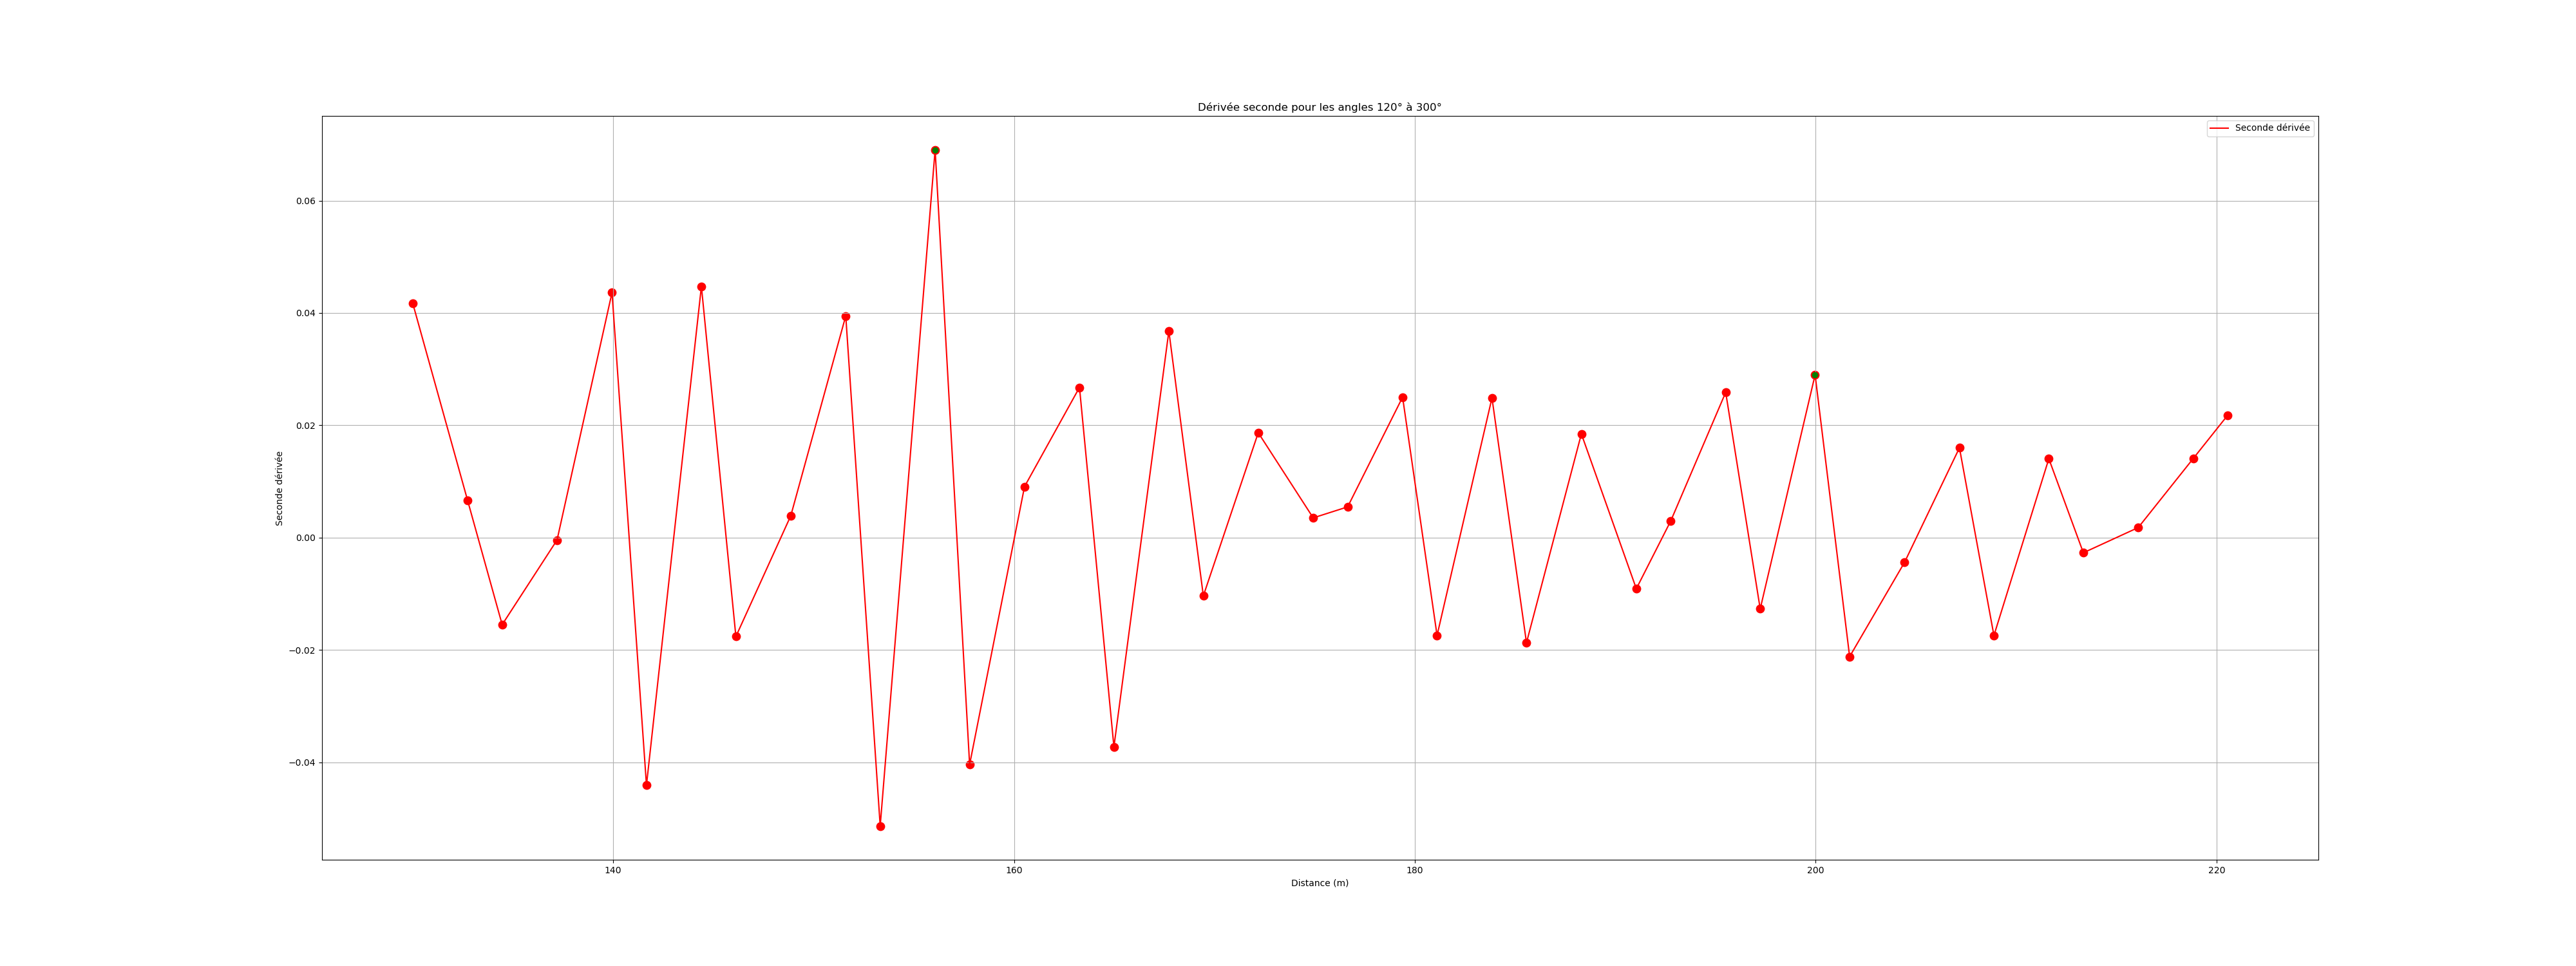 Dérivée seconde pour les angles 120° à 300°
Seconde dérivée
0.06
0.04
0.02
0.00
−0.02
−0.04
Seconde dérivée
140
160
180
200
220
Distance (m)